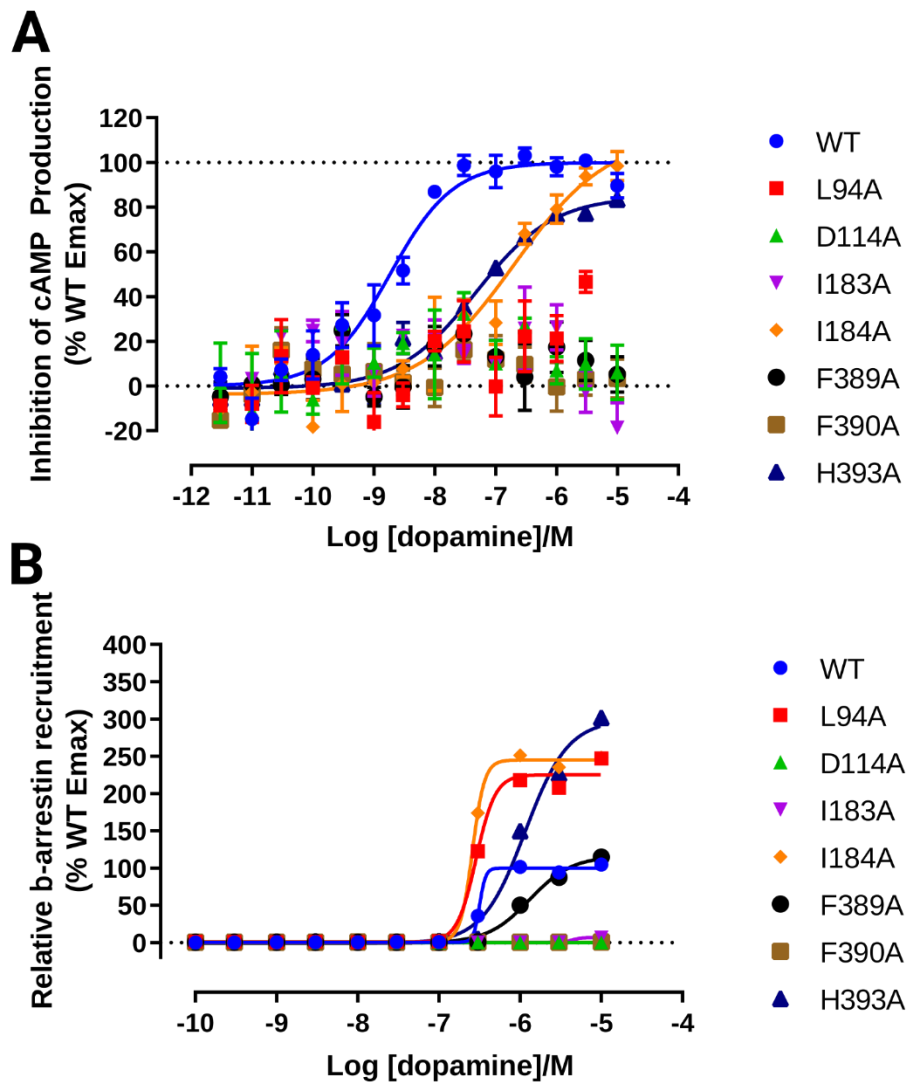 A
Inhibition of cAMP Production
(% WT Emax)
120
100
80
60
40
20
0
-20
-12
-11
-10
-9
-8
-7
-6
-5
-4
Log [dopamine]/M
WT
L94A
D114A
I183A
I184A
F389A
F390A
H393A
B
Relative b-arrestin recruitment
(% WT Emax)
400
350
300
250
200
150
100
50
0
-10
-9
-8
-7
-6
-5
-4
Log [dopamine]/M
WT
L94A
D114A
I183A
I184A
F389A
F390A
H393A